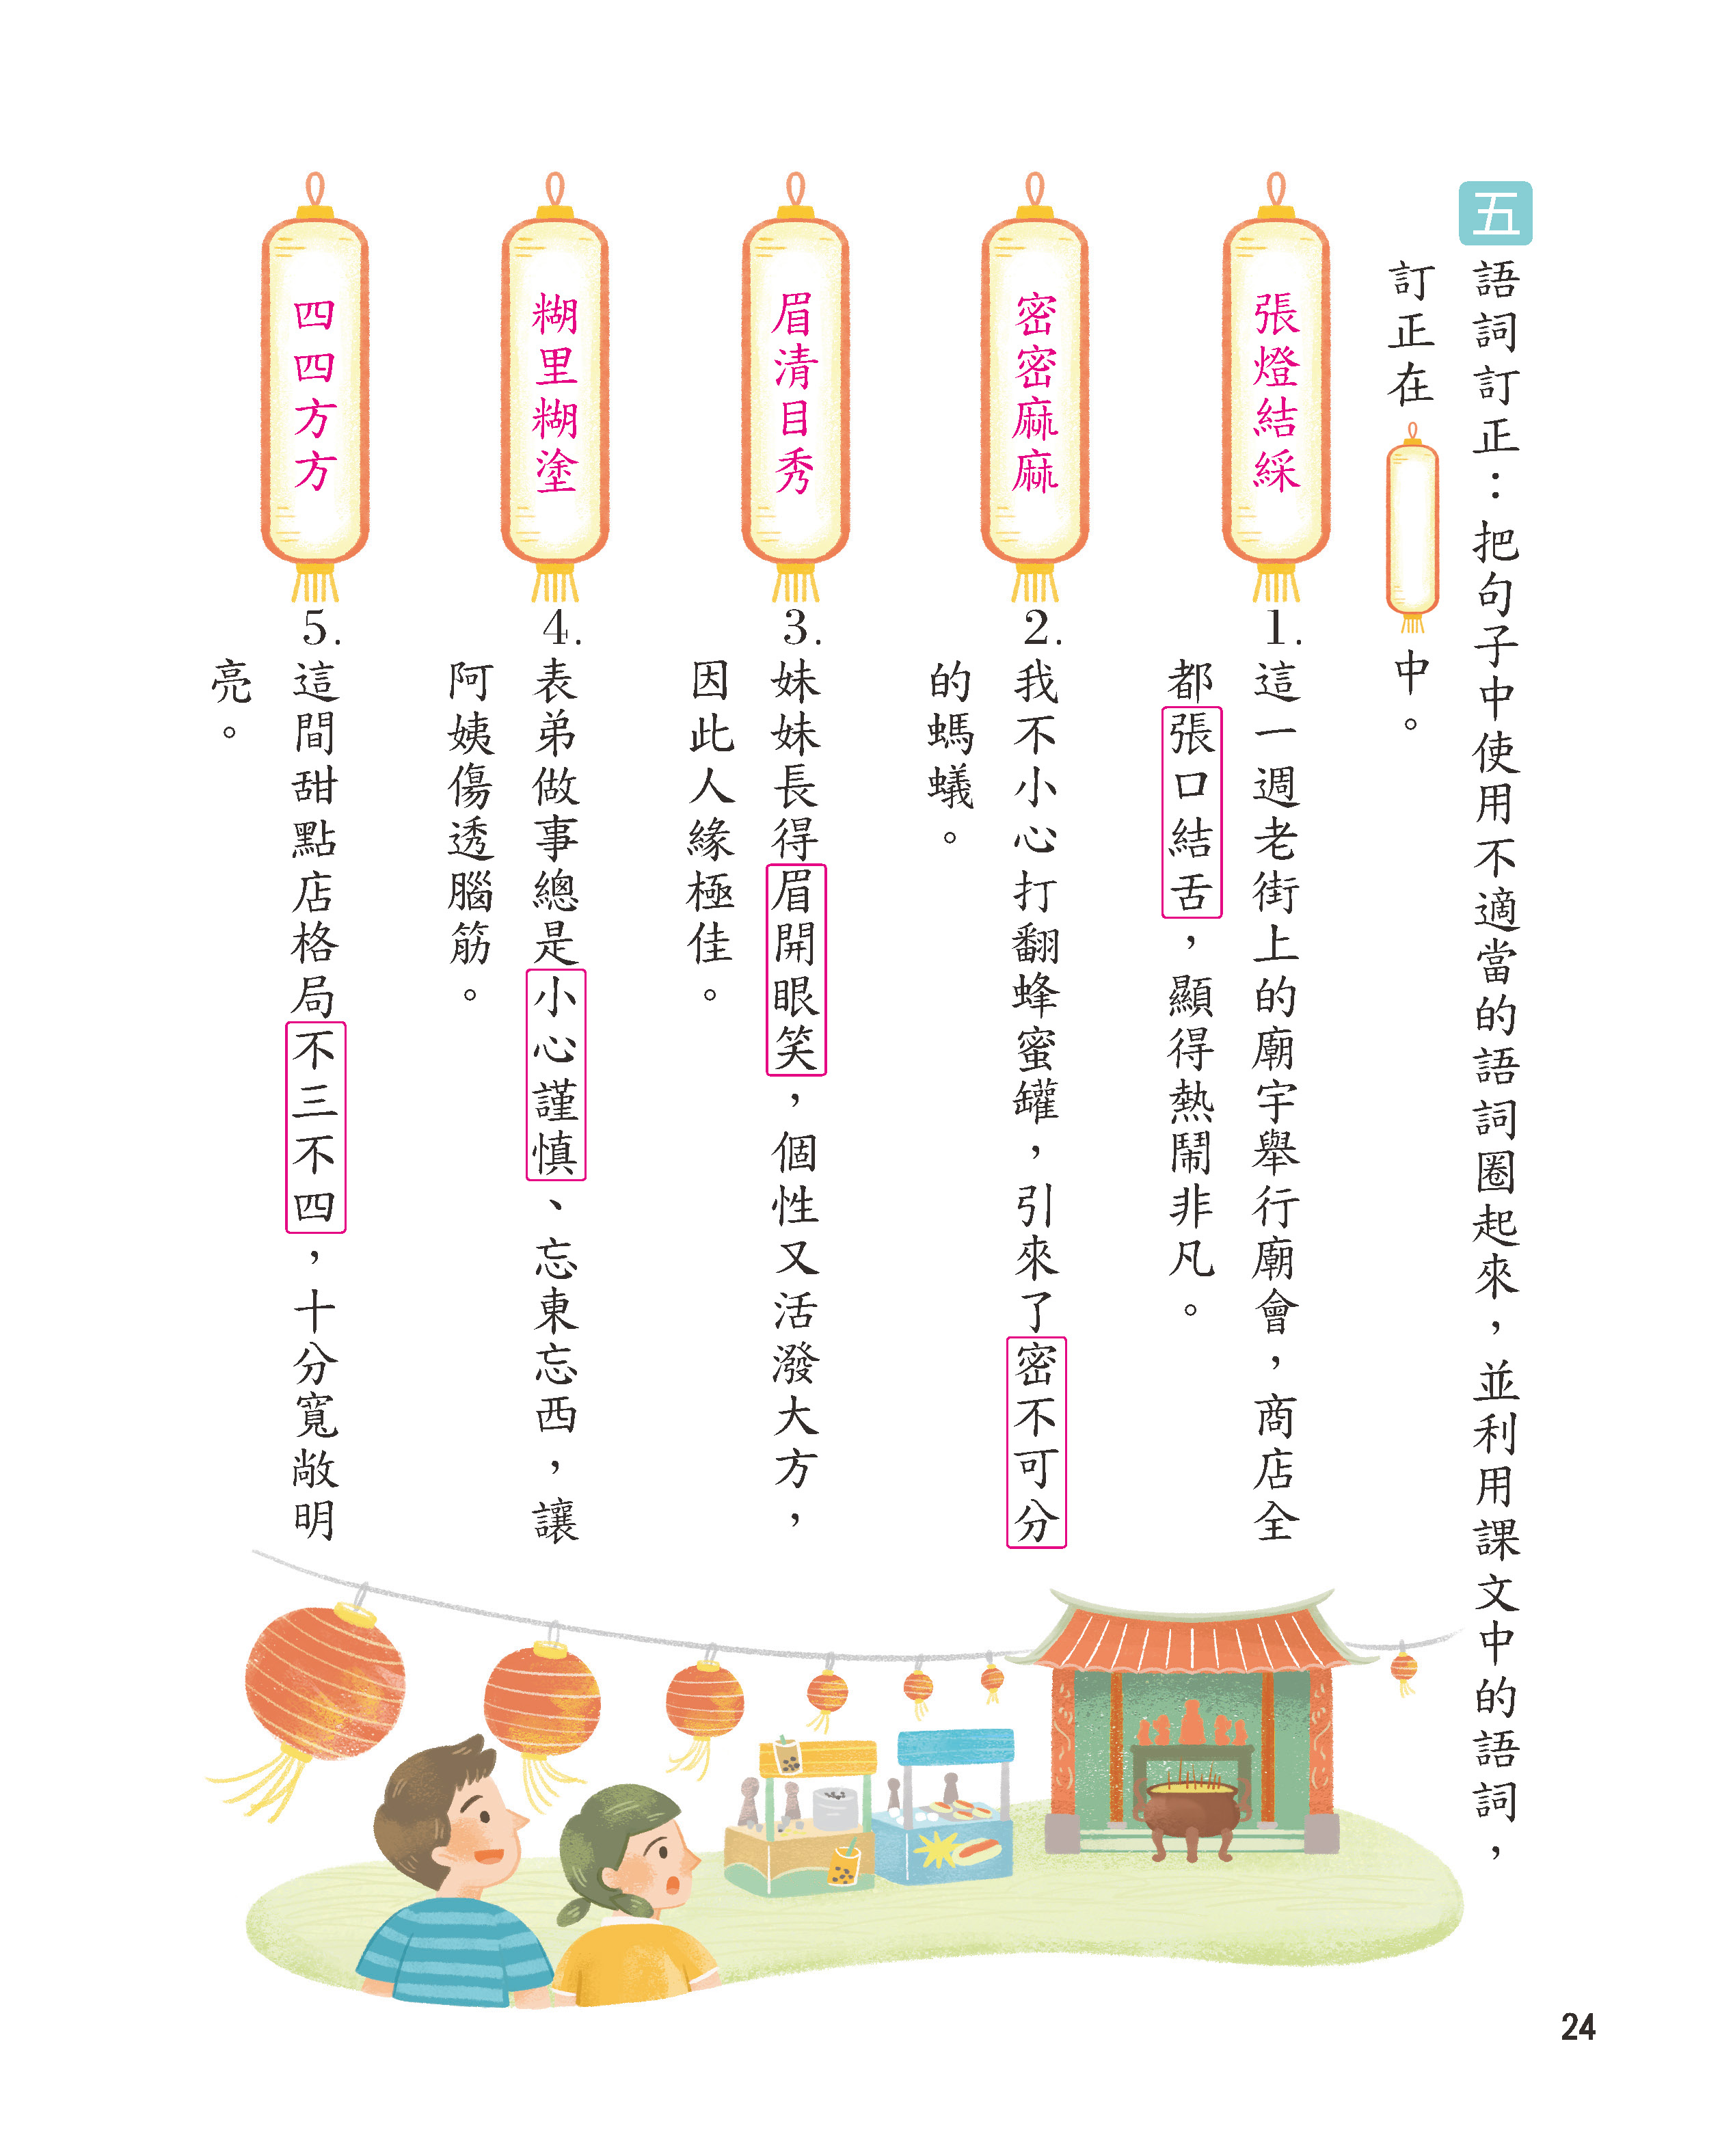 五
語詞訂正：把句子中使用不適當的語詞圈起來，並利用課文中的語詞，
訂正在 中。
張燈結綵
1.這一週老街上的廟宇舉行廟會，商店全
都張口結舌，顯得熱鬧非凡。
密密麻麻
2.我不小心打翻蜂蜜罐，引來了密不可分
的螞蟻。
眉清目秀
3.妹妹長得眉開眼笑，個性又活潑大方，
因此人緣極佳。
糊里糊塗
4.表弟做事總是小心謹慎、忘東忘西，讓
阿姨傷透腦筋。
四四方方
5.這間甜點店格局不三不四，十分寬敞明
亮。
24